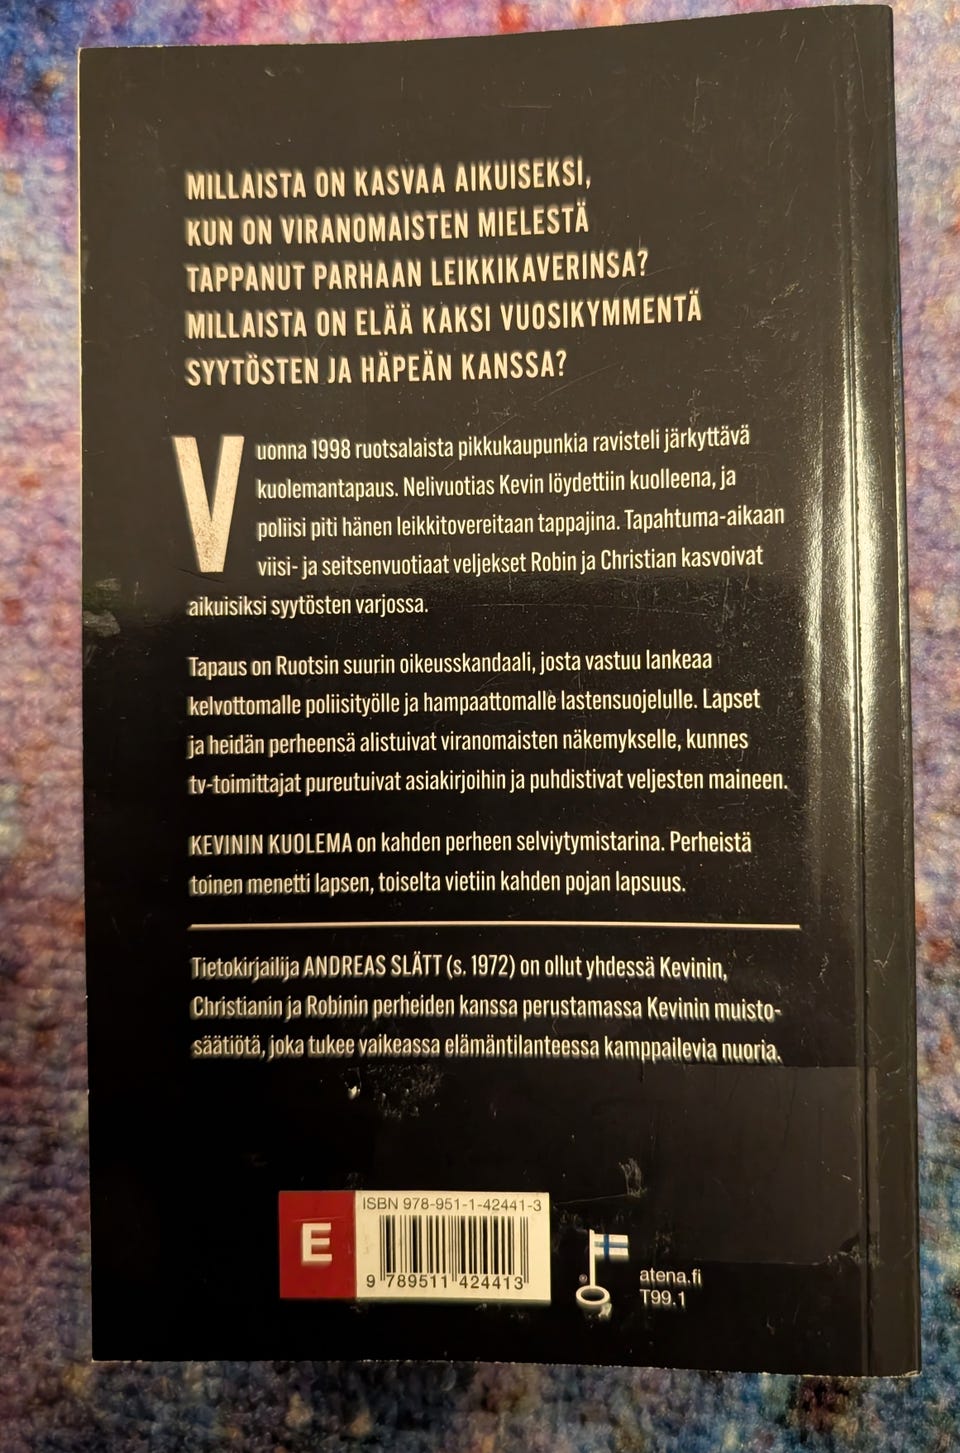 MILLAISTA ON KASVAA AIKUISEKSI,
KUN ON VIRANOMAISTEN MIELESTÄ
TAPPANUT PARHAAN LEIKKIKAVERINSA?
MILLAISTA ON ELÄÄ KAKSI VUOSIKYMMENTÄ
SYYTÖSTEN JA HÄPEÄN KANSSA?
Vuonna 1998 ruotsalaista pikkukaupunkia ravisteli järkyttävä
kuolemantapaus. Nelivuotias Kevin löydettiin kuolleena, ja
poliisi piti hänen leikkitovereitaan tappajina. Tapahtuma-aikaan
viisi- ja seitsenvuotiaat veljekset Robin ja Christian kasvoivat
aikuisiksi syytösten varjossa.
Tapaus on Ruotsin suurin oikeusskandaali, josta vastuu lankeaa
kelvottomalle poliisityölle ja hampaattomalle lastensuojelulle. Lapset
ja heidän perheensä alistuivat viranomaisten näkemykselle, kunnes
tv-toimittajat pureutuivat asiakirjoihin ja puhdistivat veljesten maineen.
KEVININ KUOLEMA on kahden perheen selviytymistarina. Perheistä
toinen menetti lapsen, toiselta vietiin kahden pojan lapsuus.
Tietokirjailija ANDREAS SLÄTT (s. 1972) on ollut yhdessä Kevinin,
Christianin ja Robinin perheiden kanssa perustamassa Kevinin muisto-
säätiötä, joka tukee vaikeassa elämäntilanteessa kamppailevia nuoria.
ISBN 978-951-1-42441-3
E
9 789511 424413
®
atena.fi
T99.1